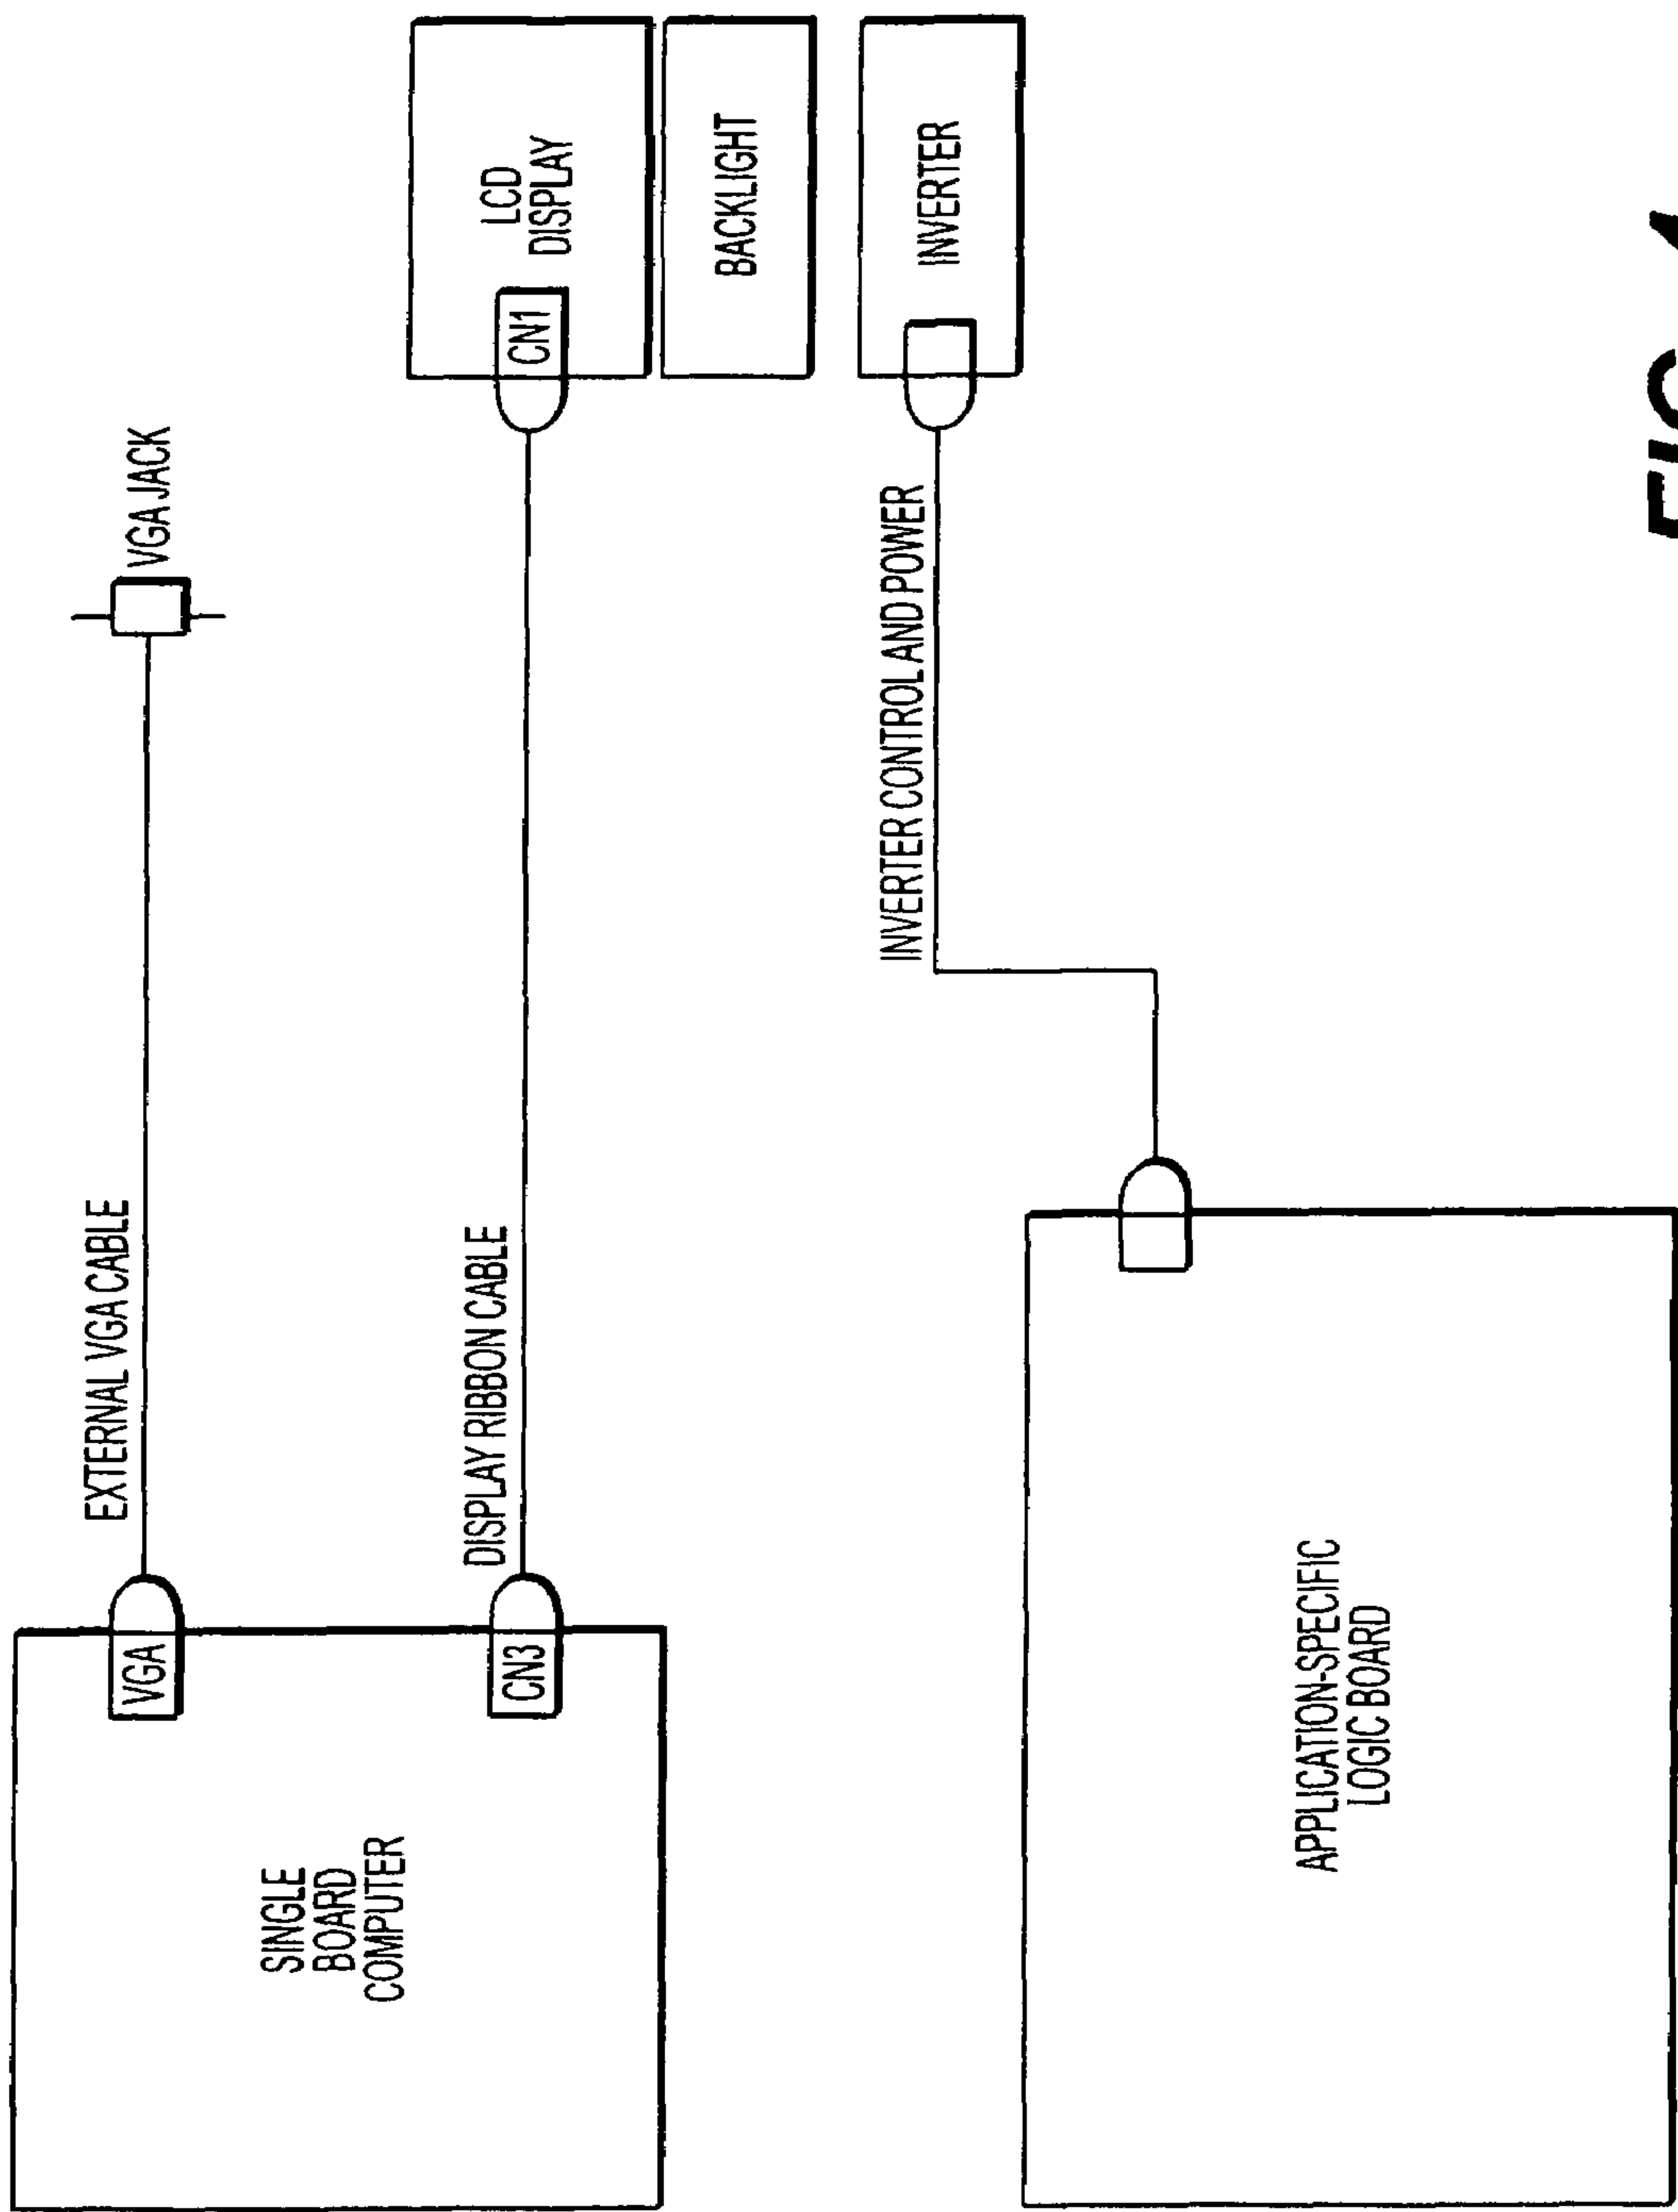 EXTERNAL VGA CABLE
VGA JACK
VGA
SINGLE
BOARD
COMPUTER
DISPLAY RIBBON CABLE
CN3
CN1
LCD
DISPLAY
BACKLIGHT
INVERTER CONTROL AND POWER
INVERTER
APPLICATION-SPECIFIC
LOGIC BOARD